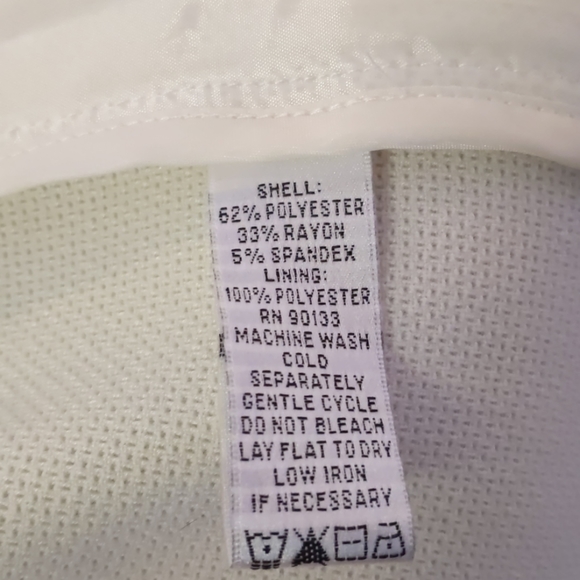 SHELL:
62% POLYESTER
33% RAYON
5% SPANDEX
LINING:
100% POLYESTER
RN 90133
MACHINE WASH
COLD
SEPARATELY
GENTLE CYCLE
DO NOT BLEACH
LAY FLAT TO DRY
LOW IRON
IF NECESSARY